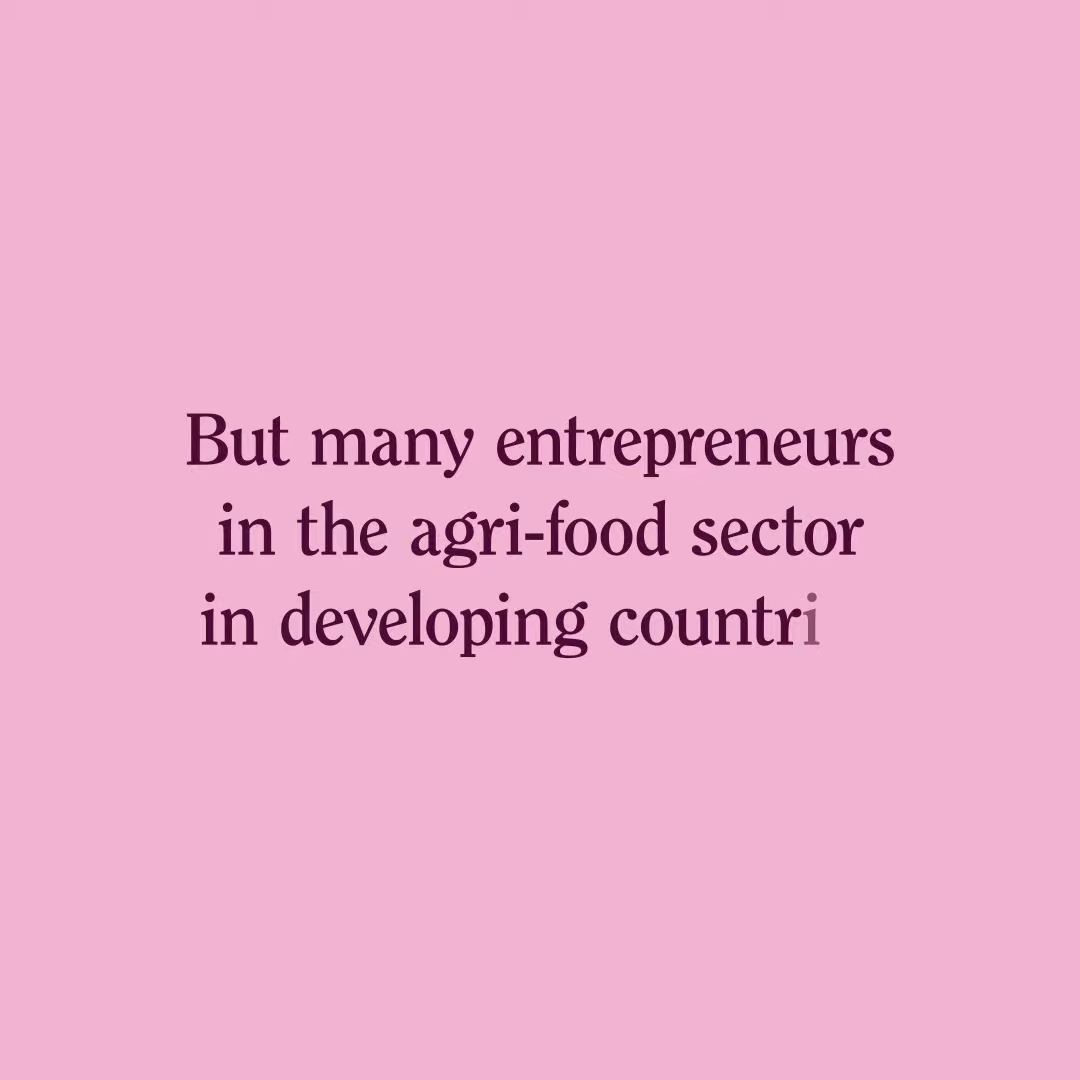 But many entrepreneurs
in the agri-food sector
in developing countri